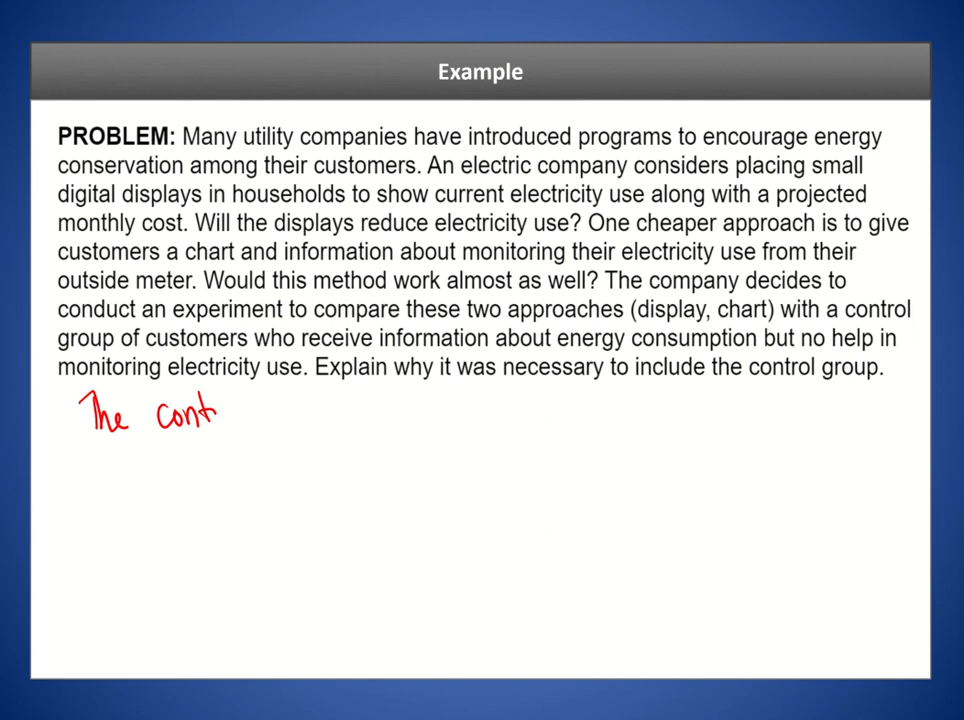 Example
PROBLEM: Many utility companies have introduced programs to encourage energy
conservation among their customers. An electric company considers placing small
digital displays in households to show current electricity use along with a projected
monthly cost. Will the displays reduce electricity use? One cheaper approach is to give
customers a chart and information about monitoring their electricity use from their
outside meter. Would this method work almost as well? The company decides to
conduct an experiment to compare these two approaches (display, chart) with a control
group of customers who receive information about energy consumption but no help in
monitoring electricity use. Explain why it was necessary to include the control group.
The cont